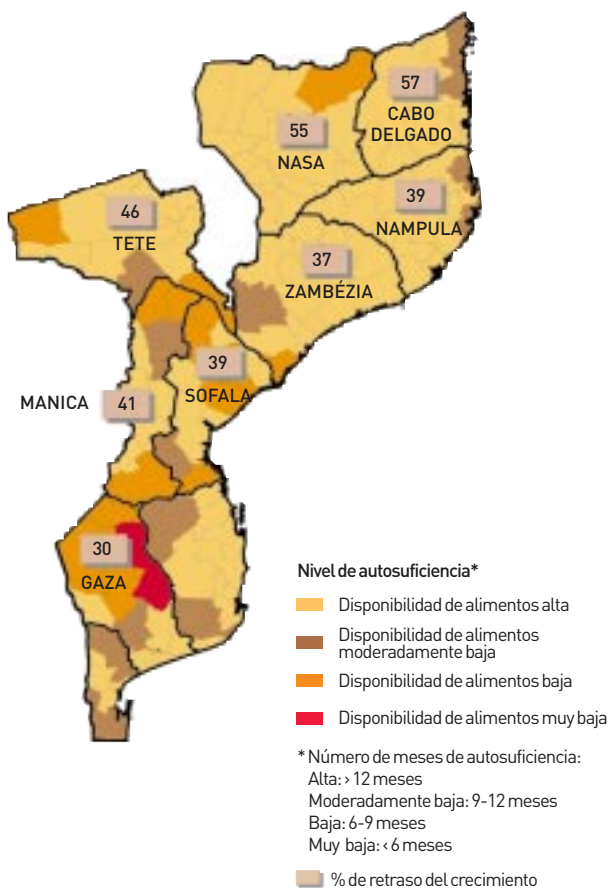 57
CABO
DELGADO
55
NASA
39
NAMPULA
46
TETE
37
ZAMBÉZIA
39
SOFALA
MANICA 41
30
GAZA
Nivel de autosuficiencia*
Disponibilidad de alimentos alta
Disponibilidad de alimentos
moderadamente baja
Disponibilidad de alimentos baja
Disponibilidad de alimentos muy baja
* Número de meses de autosuficiencia:
Alta: > 12 meses
Moderadamente baja: 9-12 meses
Baja: 6-9 meses
Muy baja: < 6 meses
% de retraso del crecimiento